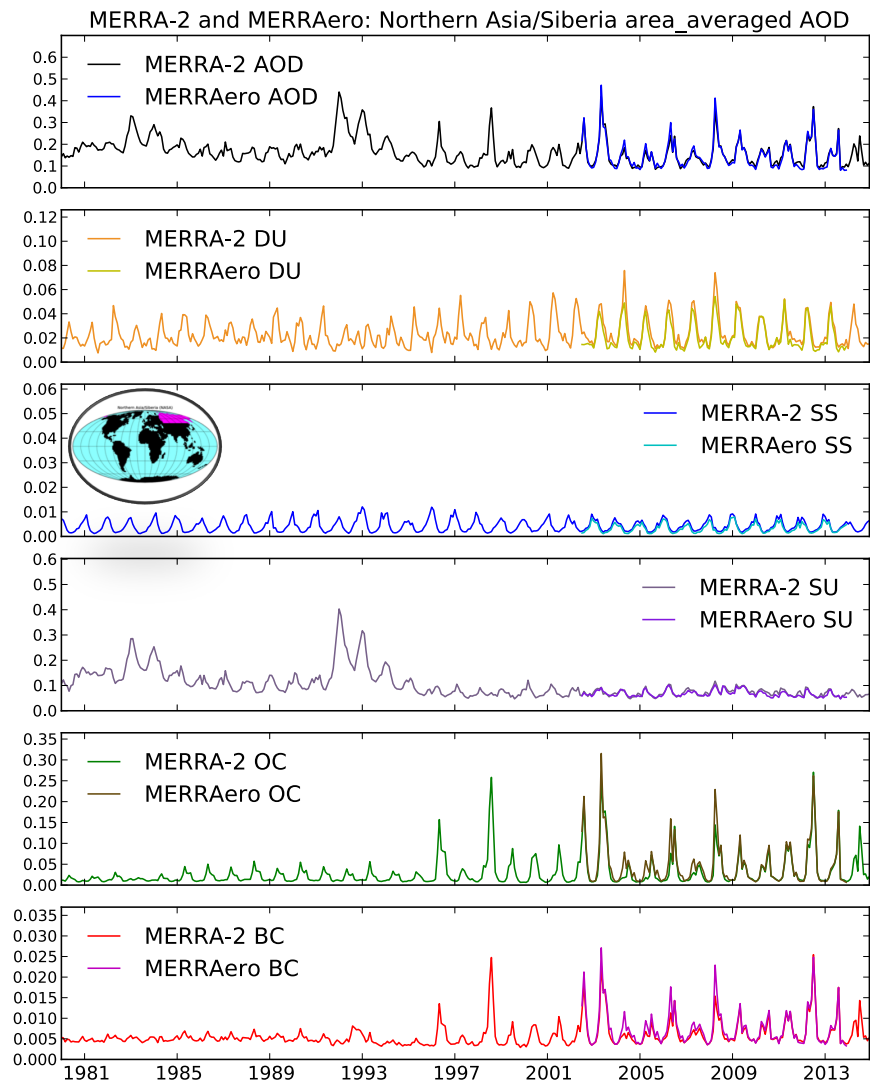 MERRA-2 and MERRAero: Northern Asia/Siberia area_averaged AOD
0.6
0.5
0.4
0.3
0.2
0.1
0.0
MERRA-2 AOD
MERRAero AOD
0.12
0.10
0.08
0.06
0.04
0.02
0.00
MERRA-2 DU
MERRAero DU
0.06
0.05
0.04
0.03
0.02
0.01
0.00
Northern Asia/Siberia (NASA)
MERRA-2 SS
MERRAero SS
0.6
0.5
0.4
0.3
0.2
0.1
0.0
MERRA-2 SU
MERRAero SU
0.35
0.30
0.25
0.20
0.15
0.10
0.05
0.00
MERRA-2 OC
MERRAero OC
0.035
0.030
0.025
0.020
0.015
0.010
0.005
0.000
MERRA-2 BC
MERRAero BC
1981 1985 1989 1993 1997 2001 2005 2009 2013